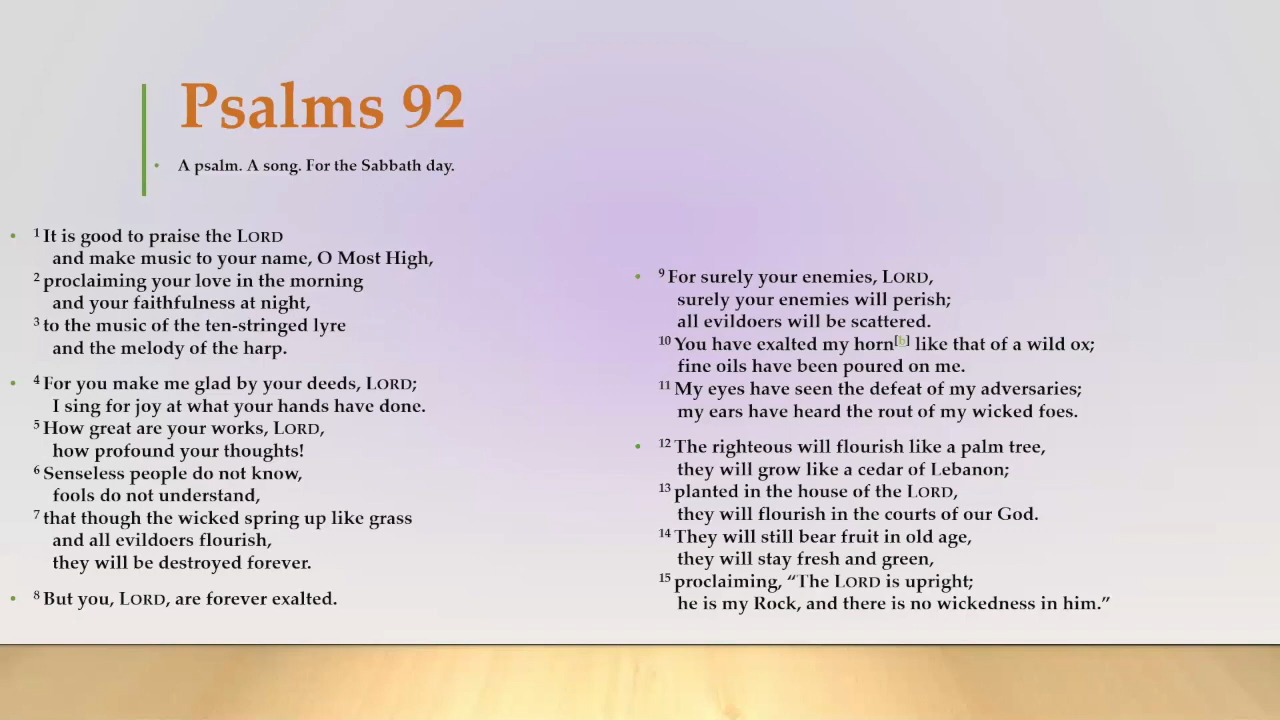 Psalms 92
• A psalm. A song. For the Sabbath day.
• 1 It is good to praise the LORD
and make music to your name, O Most High,
2 proclaiming your love in the morning
and your faithfulness at night,
3 to the music of the ten-stringed lyre
and the melody of the harp.
• 4 For you make me glad by your deeds, LORD;
I sing for joy at what your hands have done.
5 How great are your works, LORD,
how profound your thoughts!
6 Senseless people do not know,
fools do not understand,
7 that though the wicked spring up like grass
and all evildoers flourish,
they will be destroyed forever.
• 8 But you, LORD, are forever exalted.
• 9 For surely your enemies, LORD,
surely your enemies will perish;
all evildoers will be scattered.
10 You have exalted my horn[b] like that of a wild ox;
fine oils have been poured on me.
11 My eyes have seen the defeat of my adversaries;
my ears have heard the rout of my wicked foes.
• 12 The righteous will flourish like a palm tree,
they will grow like a cedar of Lebanon;
13 planted in the house of the LORD,
they will flourish in the courts of our God.
14 They will still bear fruit in old age,
they will stay fresh and green,
15 proclaiming, “The LORD is upright;
he is my Rock, and there is no wickedness in him.”